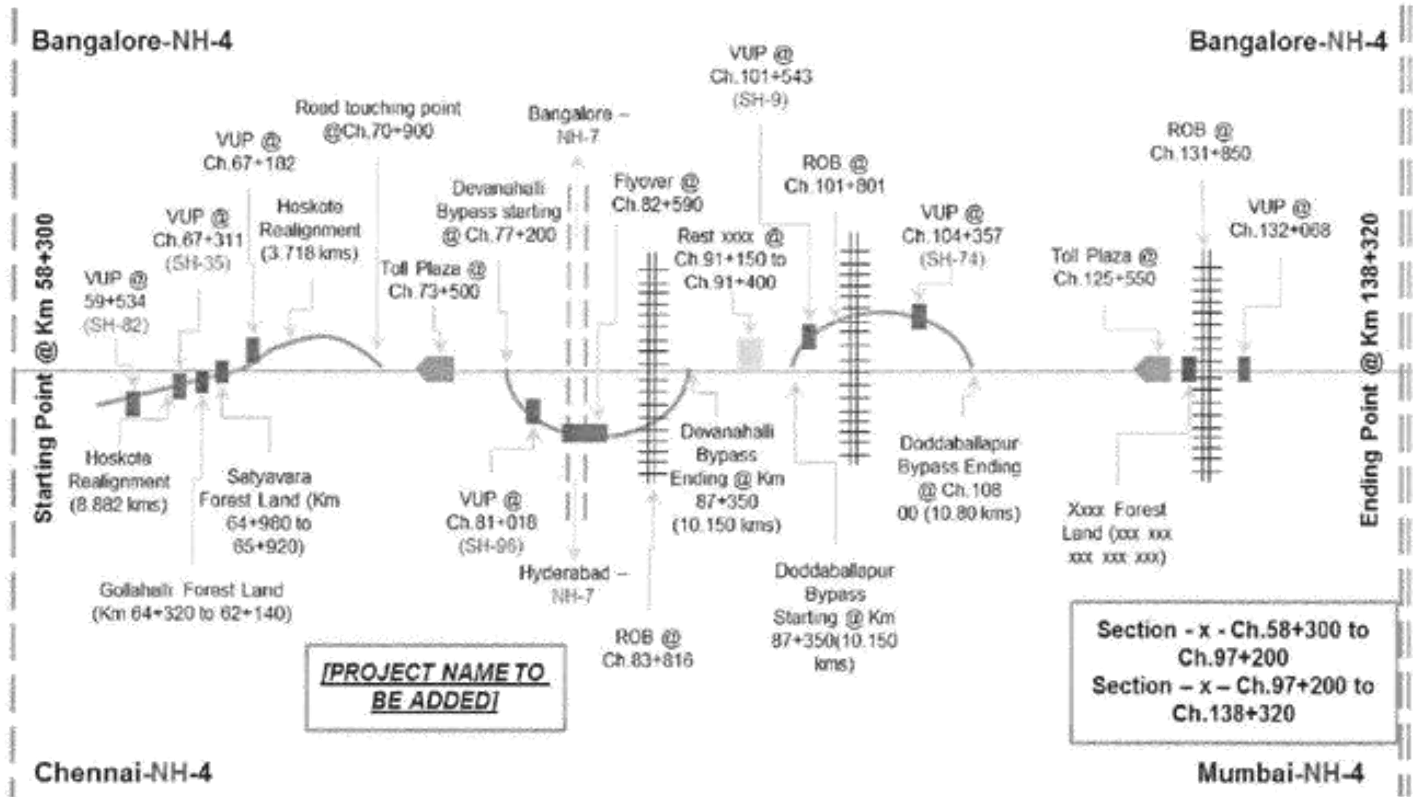 Bangalore-NH-4
Bangalore-NH-4
Starting Point @ Km 58+300
Ending Point @ Km 138+320
VUP @
59+534
(SH-82)
VUP @
Ch.67+311
(SH-35)
VUP @
Ch.67+182
Hoskote
Realignment
(3.718 kms)
Road touching point
@Ch.70+900
Toll Plaza @
Ch.73+500
Devanahalli
Bypass starting
@ Ch.77+200
Bangalore –
NH-7
Flyover @
Ch.82+590
Rest xxxx @
Ch.91+150 to
Ch.91+400
VUP @
Ch.101+543
(SH-9)
ROB @
Ch.101+801
VUP @
Ch.104+357
(SH-74)
Toll Plaza @
Ch.125+550
ROB @
Ch.131+850
VUP @
Ch.132+068
Hoskote
Realignment
(8.882 kms)
Gollahalli Forest Land
(Km 64+320 to 62+140)
Satyavara
Forest Land (Km
64+980 to
65+920)
VUP @
Ch.81+018
(SH-96)
Hyderabad –
NH-7
ROB @
Ch.83+816
Devanahalli
Bypass
Ending @ Km
87+350
(10.150 kms)
Doddaballapur
Bypass
Starting @ Km
87+350(10.150
kms)
Doddaballapur
Bypass Ending
@ Ch.108
00 (10.80 kms)
Xxxx Forest
Land (xxx xxx
xxx xxx xxx)
[PROJECT NAME TO
BE ADDED]
Section - x - Ch.58+300 to
Ch.97+200
Section – x – Ch.97+200 to
Ch.138+320
Chennai-NH-4
Mumbai-NH-4